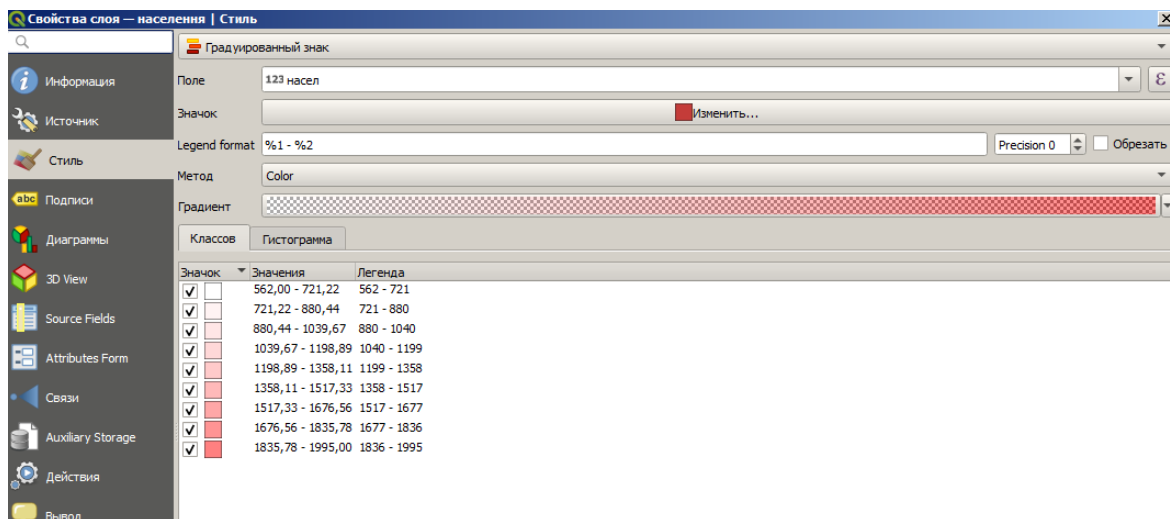 Свойства слоя — населення | Стиль
Градуированный знак
Информация
Поле
123 насел
ε
Источник
Значок
Изменить...
Legend format
%1 - %2
Precision 0
Обрезать
Стиль
Метод
Color
abc
Подписи
Градиент
Диаграммы
Классов
Гистограмма
3D View
Значок
Значения
Легенда
562,00 - 721,22 562 - 721
721,22 - 880,44 721 - 880
Source Fields
880,44 - 1039,67 880 - 1040
1039,67 - 1198,89 1040 - 1199
Attributes Form
1198,89 - 1358,11 1199 - 1358
1358,11 - 1517,33 1358 - 1517
Связи
1517,33 - 1676,56 1517 - 1677
1676,56 - 1835,78 1677 - 1836
Auxiliary Storage
1835,78 - 1995,00 1836 - 1995
Действия
Вывод